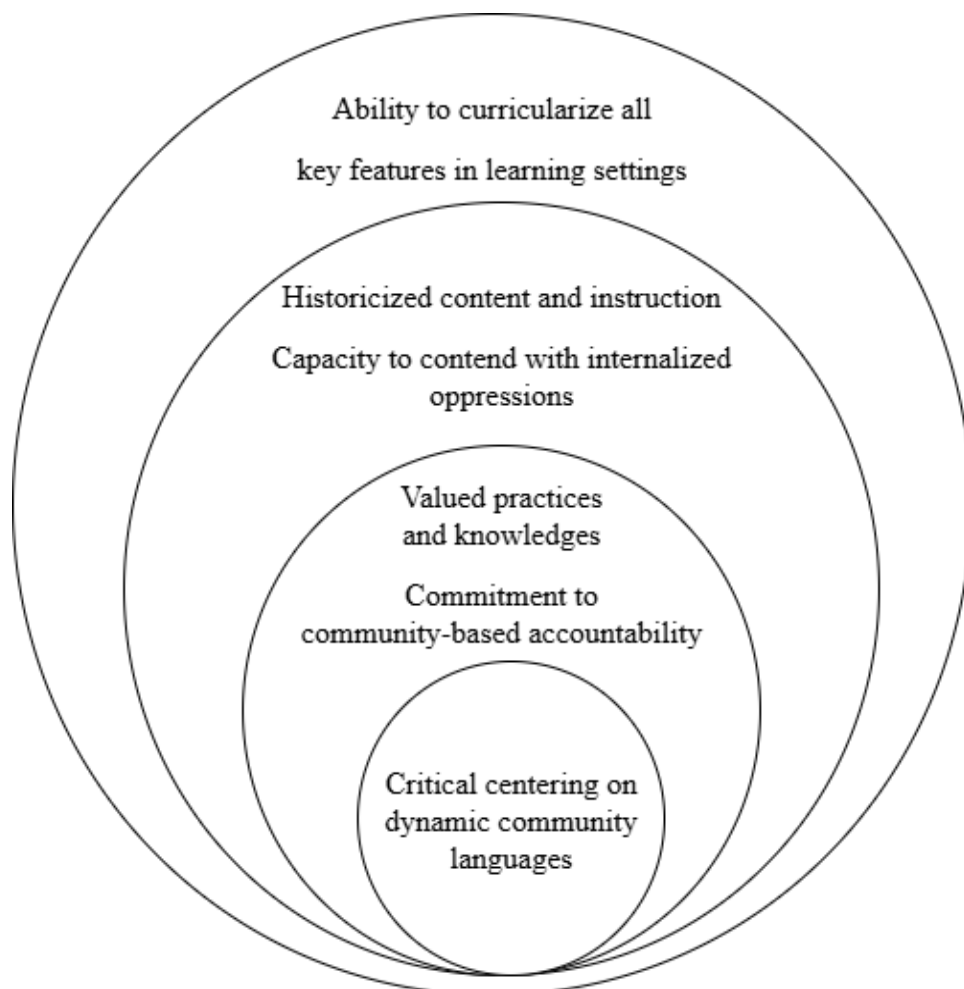 Ability to curricularize all
key features in learning settings
Historicized content and instruction
Capacity to contend with internalized
oppressions
Valued practices
and knowledges
Commitment to
community-based accountability
Critical centering on
dynamic community
languages